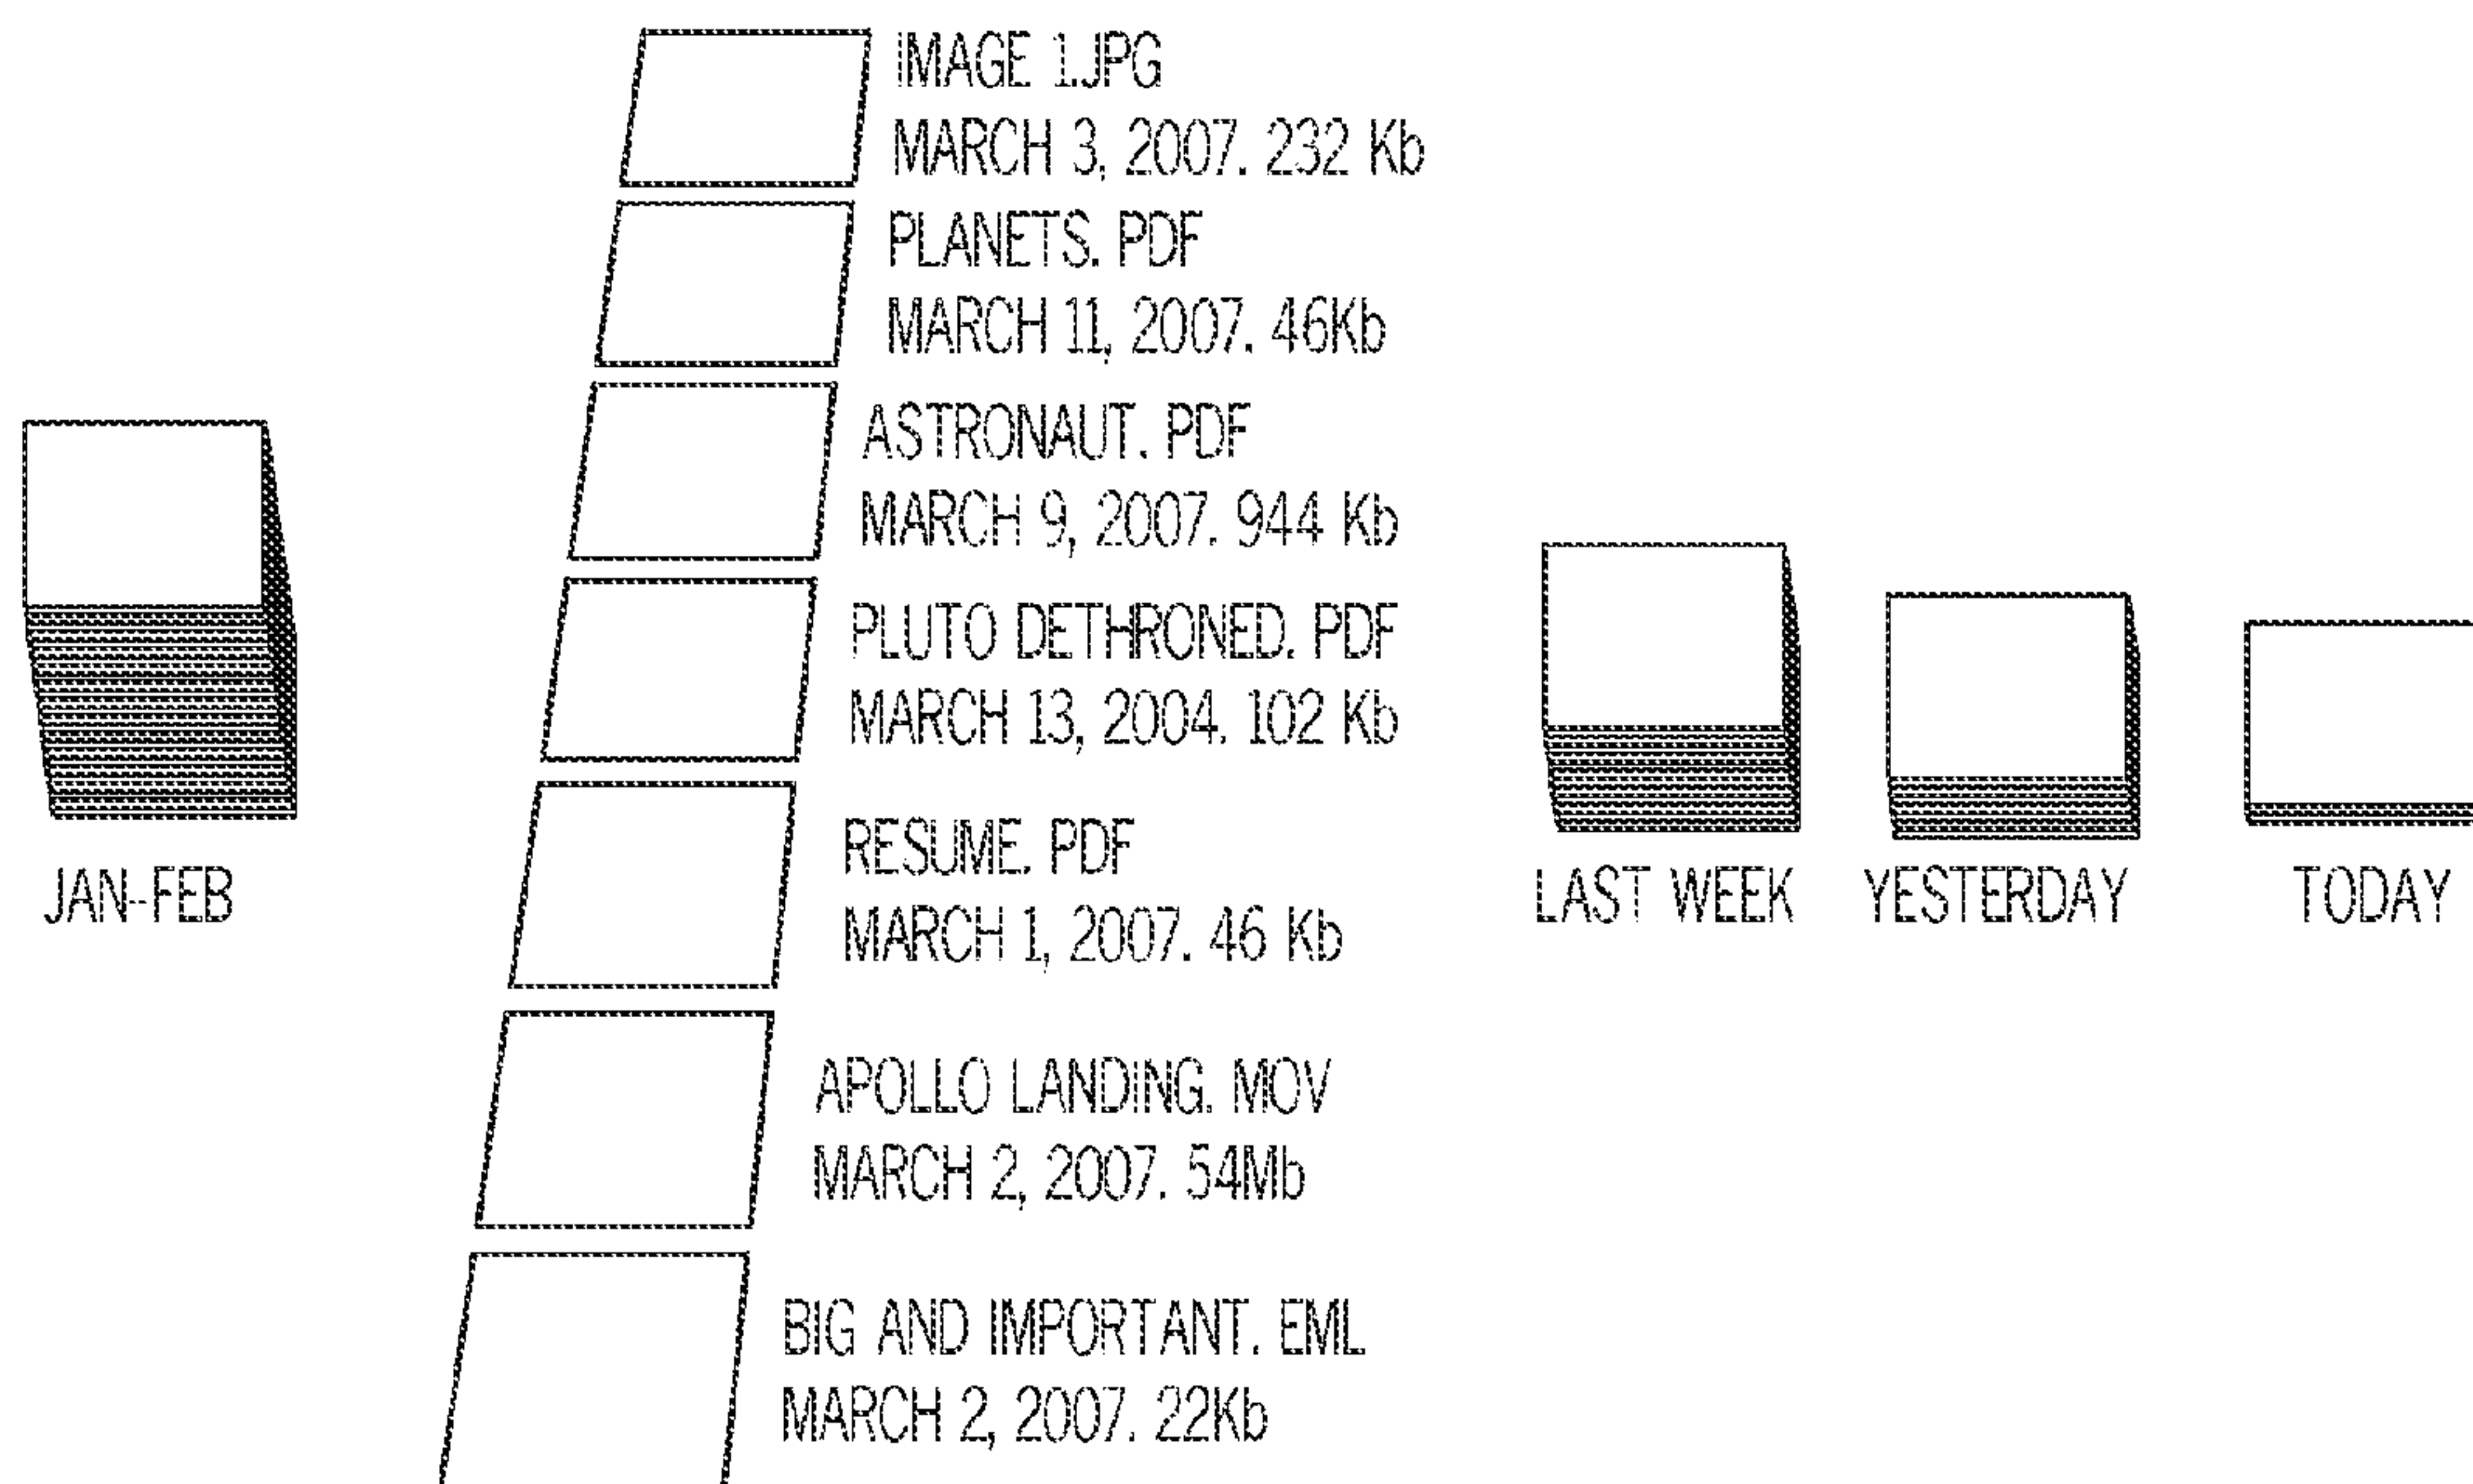 IMAGE 1.JPG
MARCH 3, 2007. 232 Kb
PLANETS. PDF
MARCH 11, 2007. 46Kb
ASTRONAUT. PDF
MARCH 9, 2007. 944 Kb
PLUTO DETHRONED. PDF
MARCH 13, 2004. 102 Kb
RESUME. PDF
MARCH 1, 2007. 46 Kb
APOLLO LANDING. MOV
MARCH 2, 2007. 54Mb
BIG AND IMPORTANT. EML
MARCH 2, 2007. 22Kb
JAN-FEB
LAST WEEK
YESTERDAY
TODAY